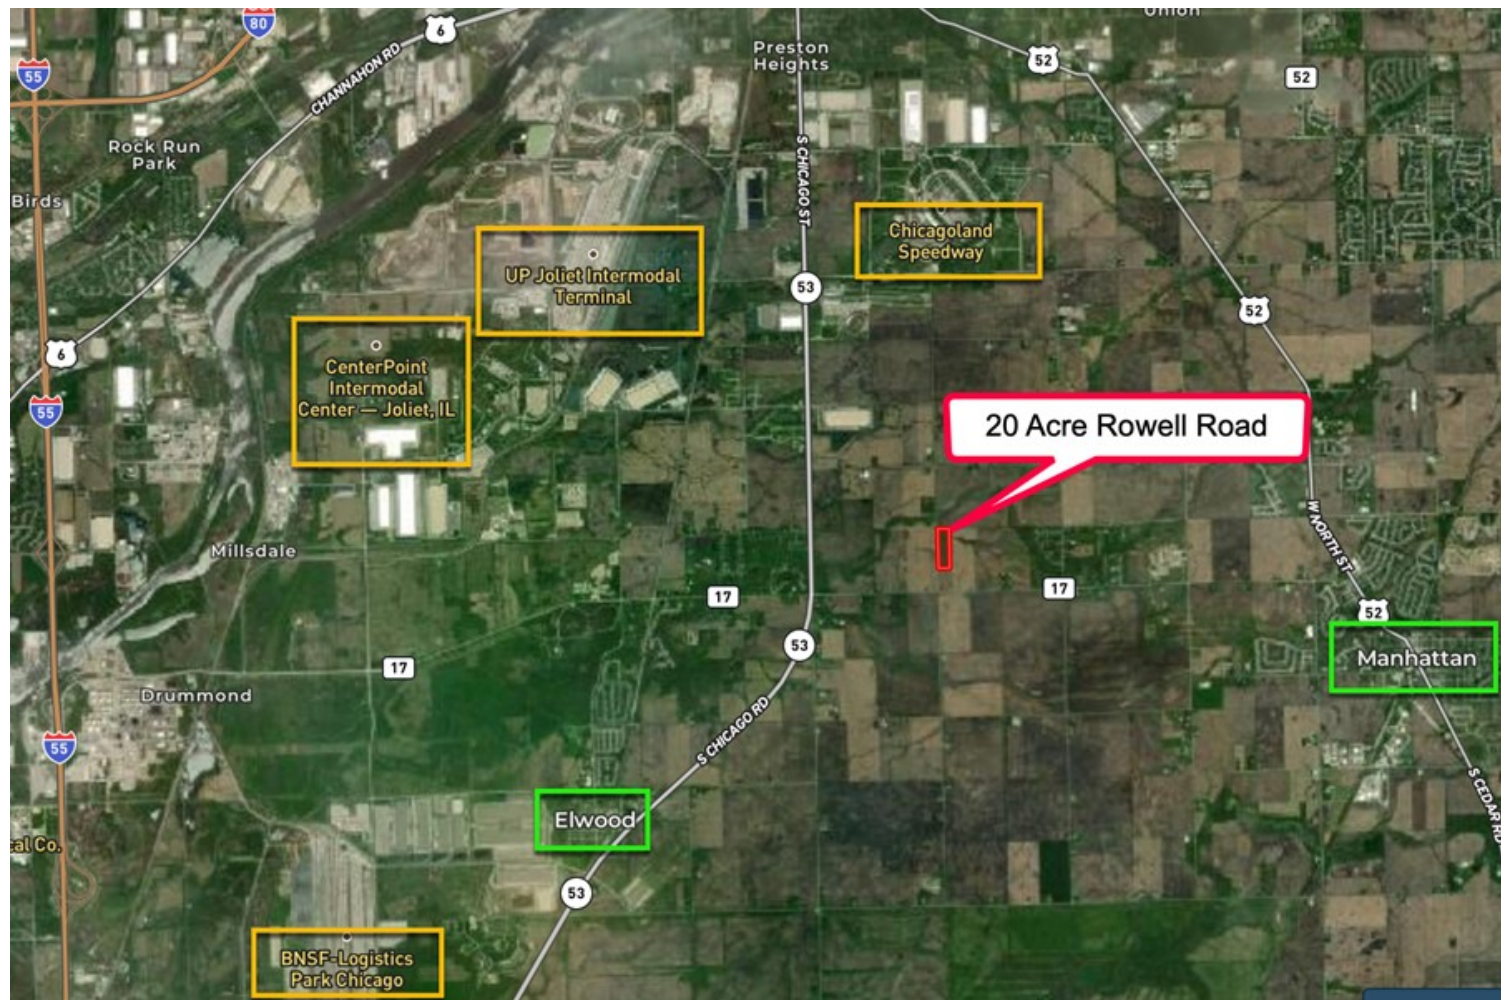 Union
80
6
Preston
Heights
55
52
52
CHANNAHON RD
Rock Run
Park
S CHICAGO ST
Birds
Chicagoland
Speedway
UP Joliet Intermodal
Terminal
53
52
6
CenterPoint
Intermodal
Center — Joliet, IL
55
20 Acre Rowell Road
W NORTH ST
Millsdale
17
17
52
53
Manhattan
17
Drummond
S CHICAGO RD
55
S CEDAR RD
Elwood
cal Co.
53
BNSF-Logistics
Park Chicago